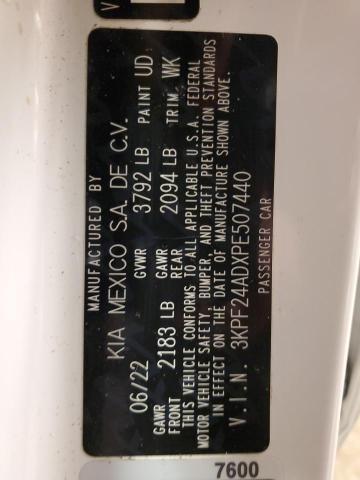 MANUFACTURED BY
KIA MEXICO S.A. DE C.V.
06/22 GVWR 3792 LB PAINT UD
GAWR FRONT 2183 LB GAWR REAR 2094 LB TRIM WK
THIS VEHICLE CONFORMS TO ALL APPLICABLE U.S.A. FEDERAL
MOTOR VEHICLE SAFETY, BUMPER, AND THEFT PREVENTION STANDARDS
IN EFFECT ON THE DATE OF MANUFACTURE SHOWN ABOVE.
V.I.N. 3KPF24ADXPE507440
PASSENGER CAR
7600
V